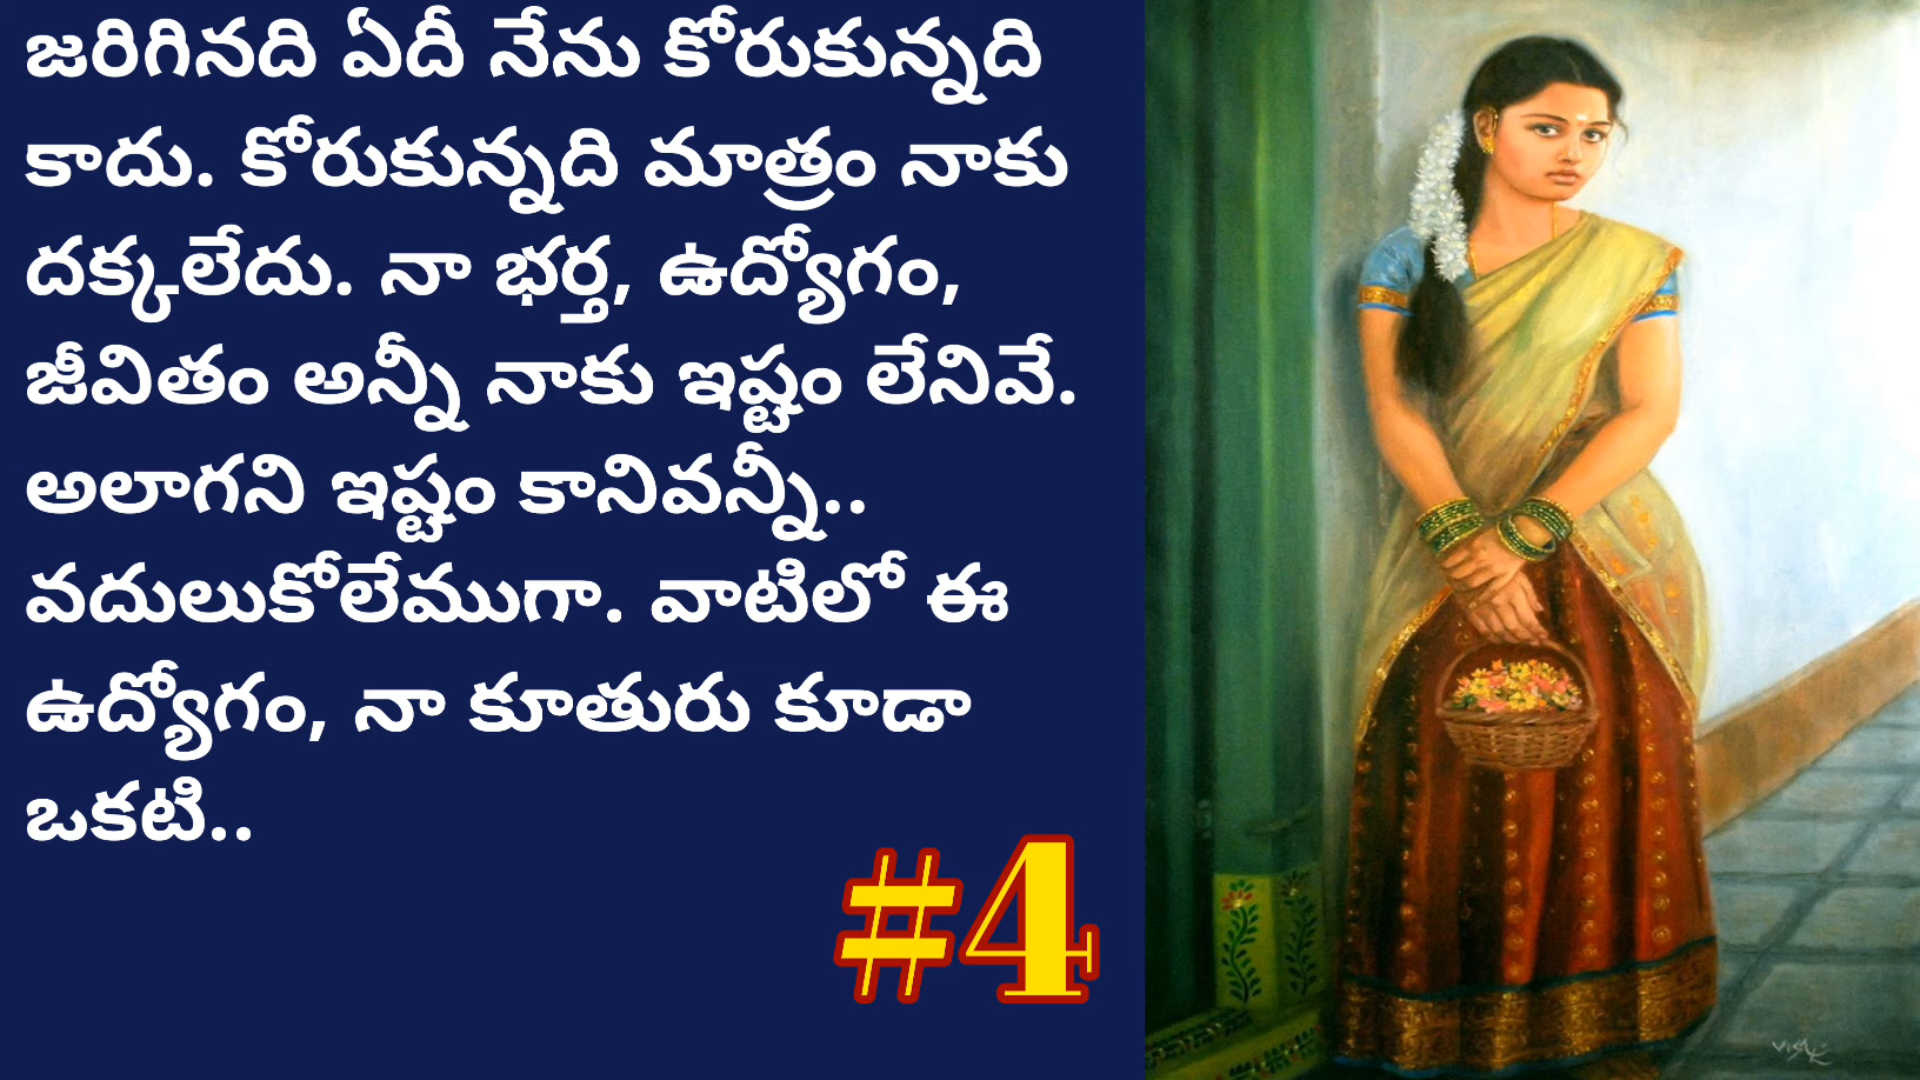 జరిగినది ఏదీ నేను కోరుకున్నది
కాదు. కోరుకున్నది మాత్రం నాకు
దక్కలేదు. నా భర్త, ఉద్యోగం,
జీవితం అన్నీ నాకు ఇష్టం లేనివే.
అలాగని ఇష్టం కానివన్నీ..
వదులుకోలేముగా. వాటిలో ఈ
ఉద్యోగం, నా కూతురు కూడా
ఒకటి..
#4